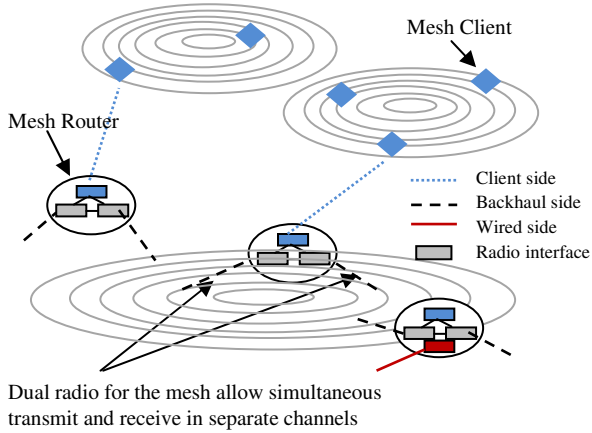 Mesh Client
Mesh Router
Client side
Backhaul side
Wired side
Radio interface
Dual radio for the mesh allow simultaneous
transmit and receive in separate channels